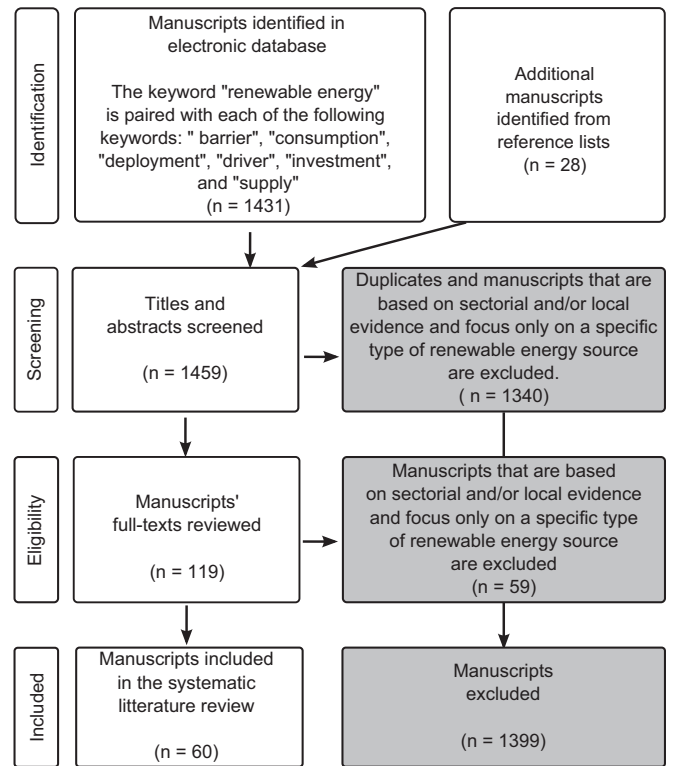 Identification
Manuscripts identified in
electronic database
The keyword "renewable energy"
is paired with each of the following
keywords: " barrier", "consumption",
"deployment", "driver", "investment",
and "supply"
(n = 1431)
Additional
manuscripts
identified from
reference lists
(n = 28)
Screening
Titles and
abstracts screened
(n = 1459)
Duplicates and manuscripts that are
based on sectorial and/or local
evidence and focus only on a specific
type of renewable energy source
are excluded.
( n = 1340)
Eligibility
Manuscripts'
full-texts reviewed
(n = 119)
Manuscripts that are based
on sectorial and/or local evidence
and focus only on a specific type
of renewable energy source
are excluded
(n = 59)
Included
Manuscripts included
in the systematic
litterature review
(n = 60)
Manuscripts
excluded
(n = 1399)